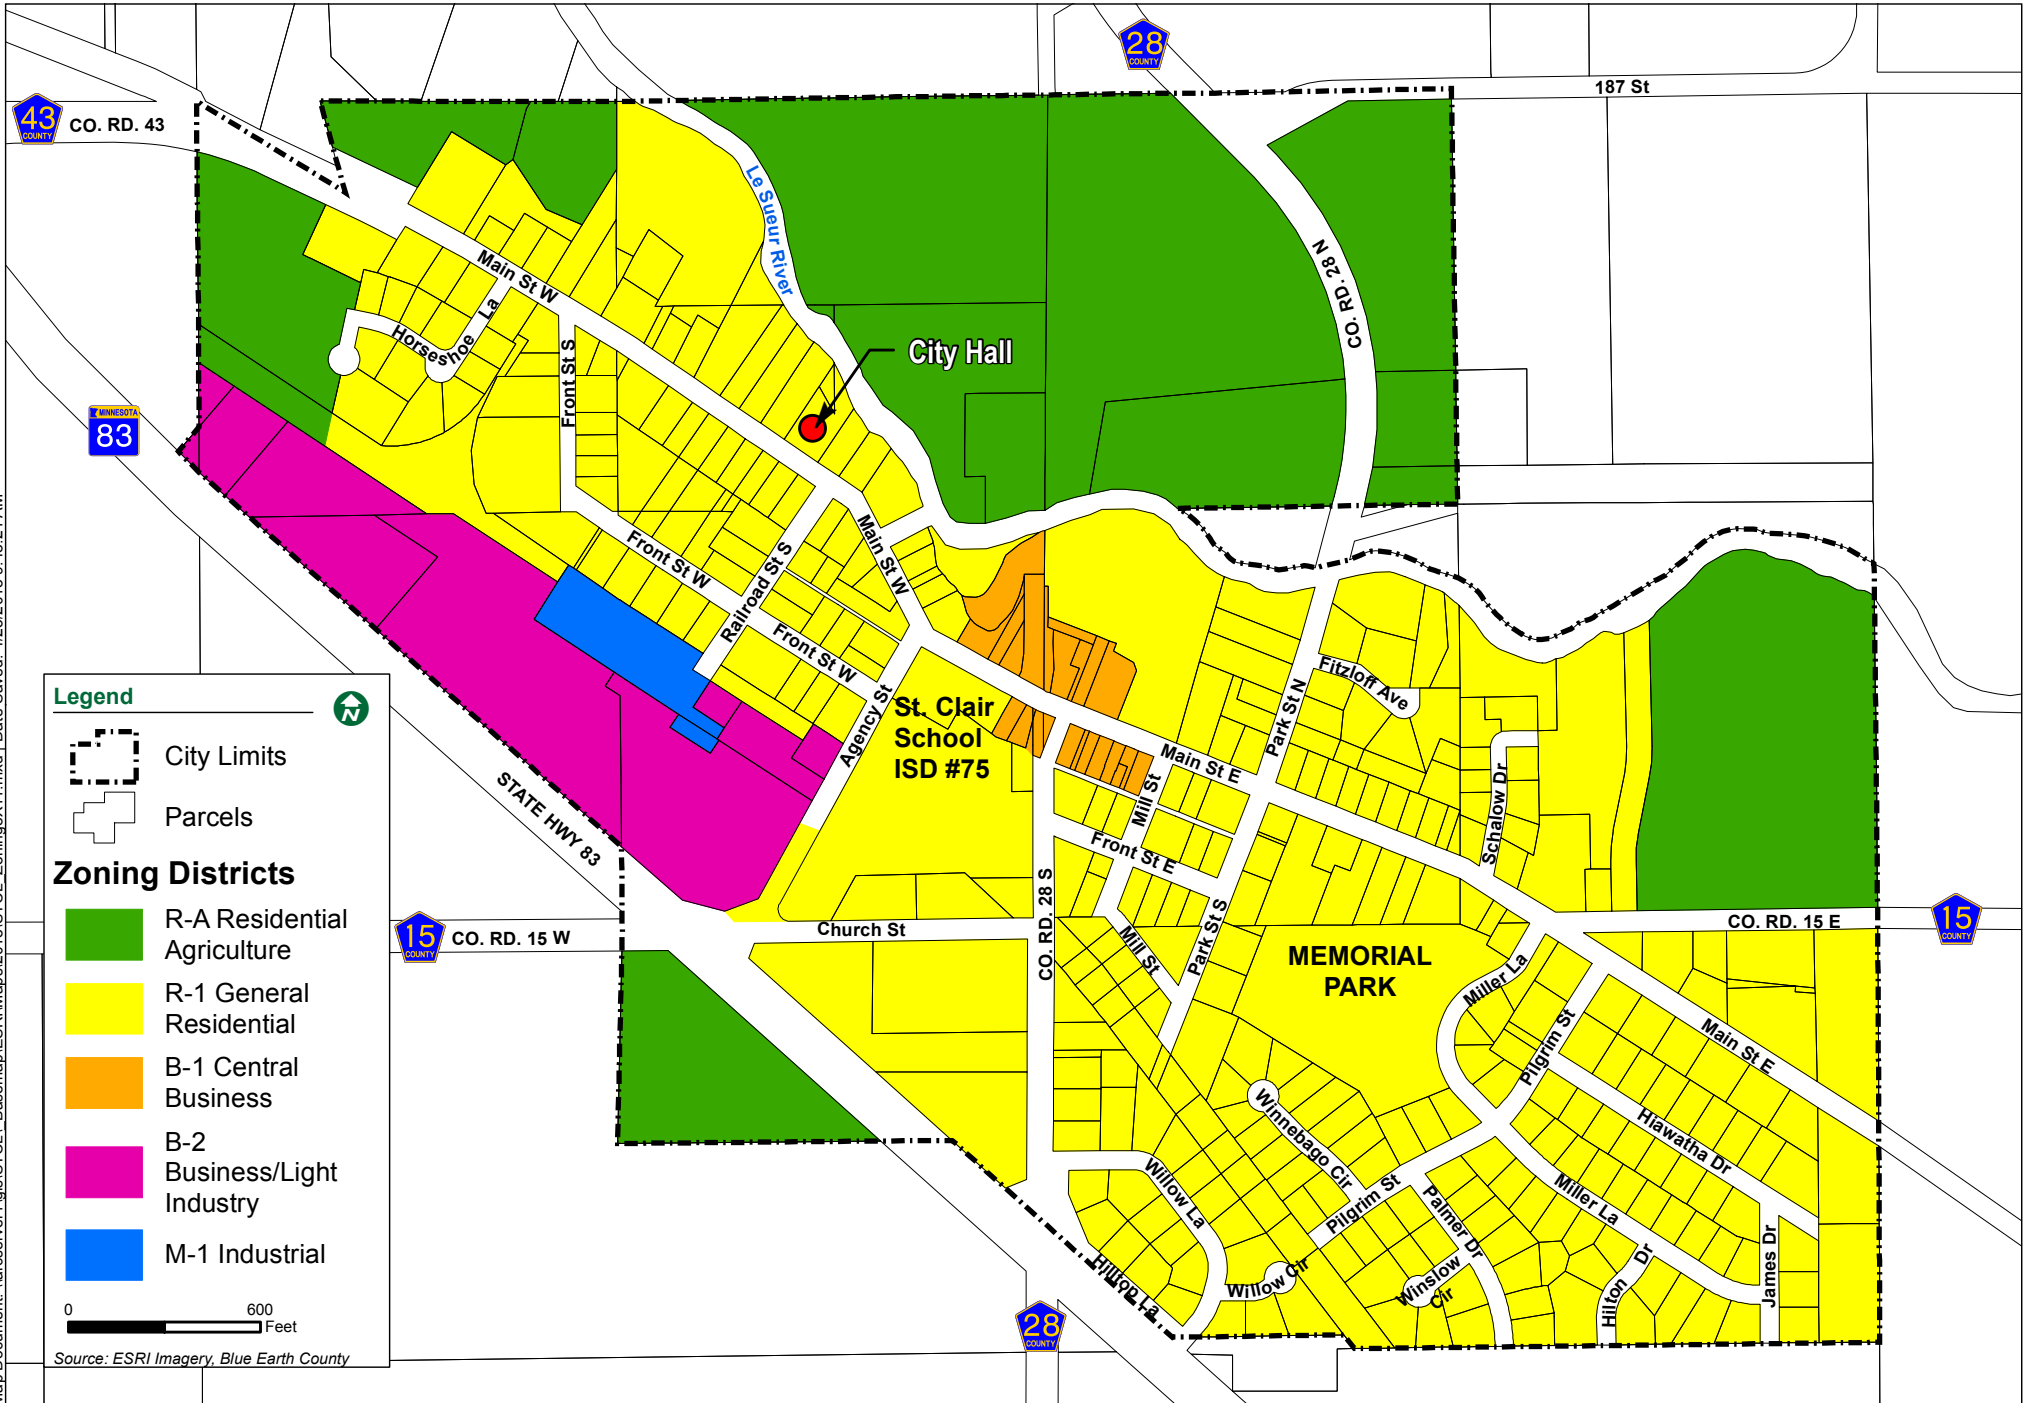 28
COUNTY
187 St
43
COUNTY
CO. RD. 43
Le Sueur River
CO. RD. 28 N
Main St W
Horseshoe La
Front St S
City Hall
MINNESOTA
83
Main St W
Front St W
Railroad St S
Front St W
Agency St
St. Clair
School
ISD #75
Fitzloff Ave
Park St N
Main St E
Mill St
Schalow Dr
Front St E
STATE HWY 83
Legend
N
City Limits
Parcels
Zoning Districts
R-A Residential
Agriculture
R-1 General
Residential
B-1 Central
Business
B-2
Business/Light
Industry
M-1 Industrial
0 600
Feet
Source: ESRI Imagery, Blue Earth County
15
COUNTY
CO. RD. 15 W
Church St
CO. RD. 28 S
Mill St
Park St S
MEMORIAL
PARK
CO. RD. 15 E
15
COUNTY
Miller La
Pilgrim St
Main St E
Hiawatha Dr
Winnebago Cir
Pilgrim St
Palmer Dr
Miller La
Willow La
Hilltop La
Willow Cir
Winslow
Cir
Hilton Dr
James Dr
28
COUNTY